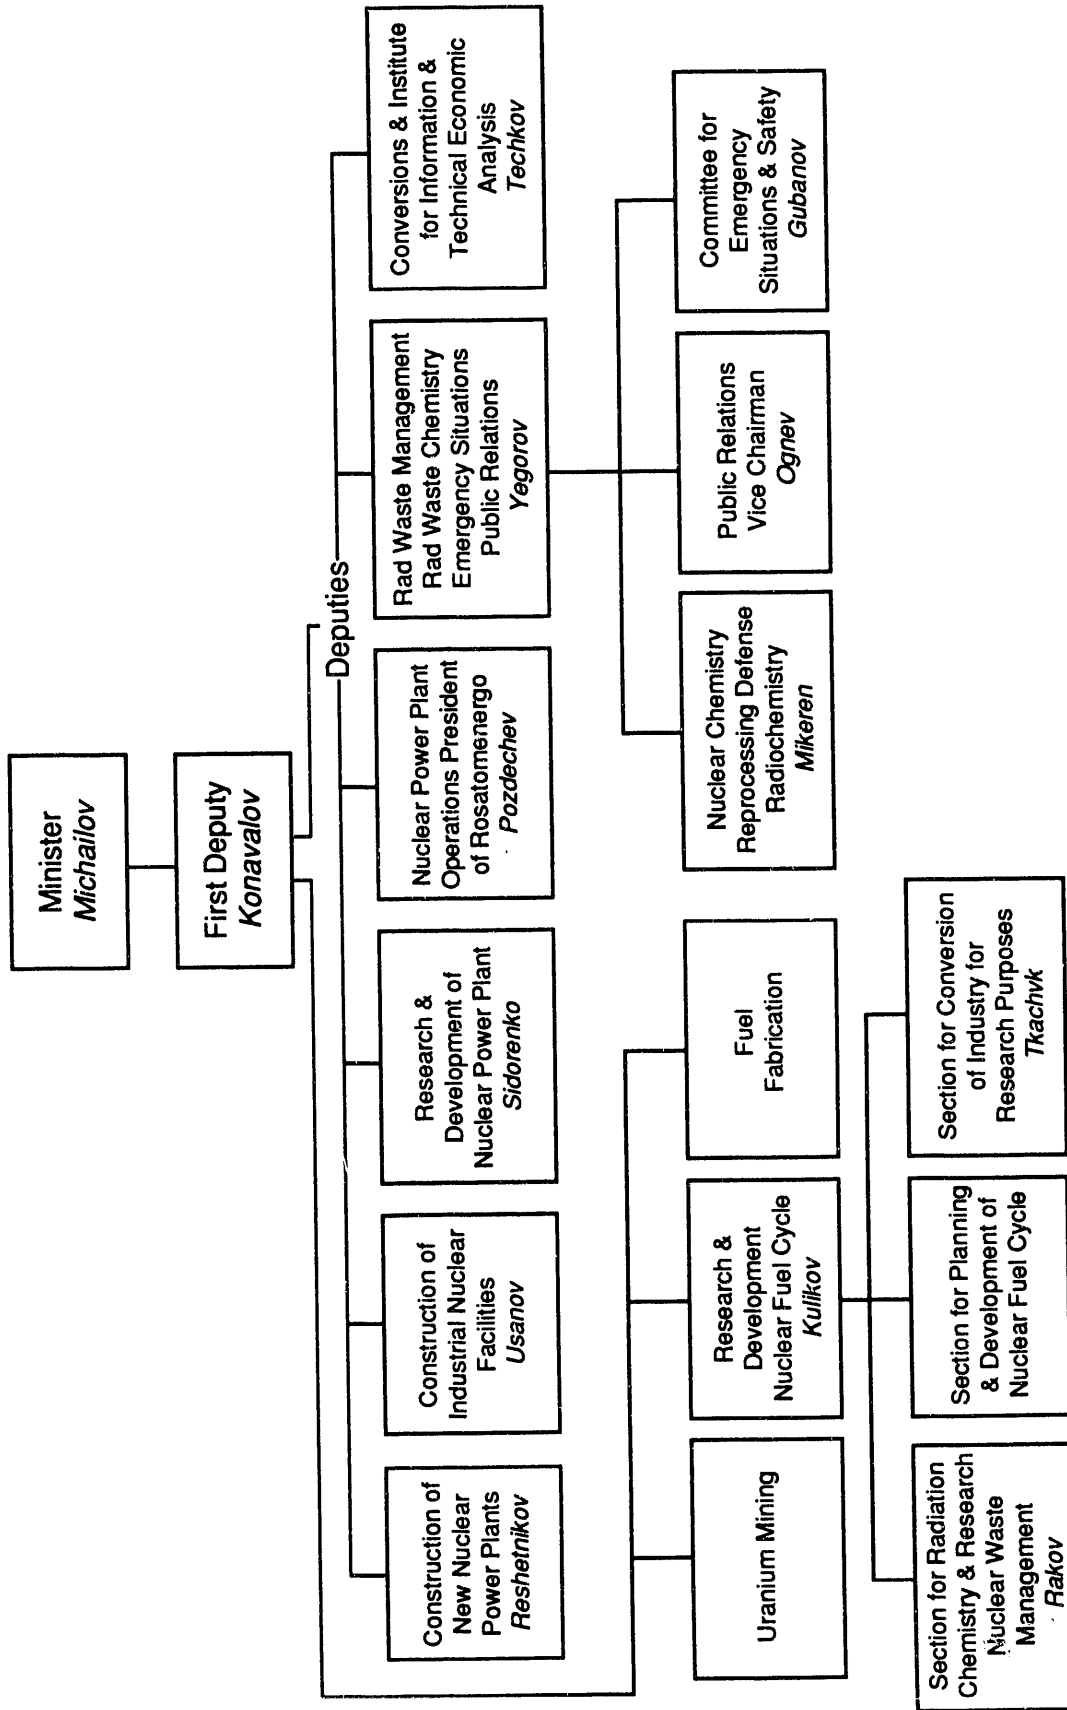 Minister
Michailov
First Deputy
Konavalov
Deputies
Construction of
New Nuclear
Power Plants
Reshetnikov
Construction of
Industrial Nuclear
Facilities
Usanov
Research &
Development of
Nuclear Power Plant
Sidorenko
Nuclear Power Plant
Operations President
of Rosatomenergo
Pozdechev
Rad Waste Management
Rad Waste Chemistry
Emergency Situations
Public Relations
Yegorov
Conversions & Institute
for Information &
Technical Economic
Analysis
Techkov
Uranium Mining
Research &
Development
Nuclear Fuel Cycle
Kulikov
Fuel
Fabrication
Nuclear Chemistry
Reprocessing Defense
Radiochemistry
Mikeren
Public Relations
Vice Chairman
Ognev
Committee for
Emergency
Situations & Safety
Gubanov
Section for Radiation
Chemistry & Research
Nuclear Waste
Management
Rakov
Section for Planning
& Development of
Nuclear Fuel Cycle
Section for Conversion
of Industry for
Research Purposes
Tkachvk